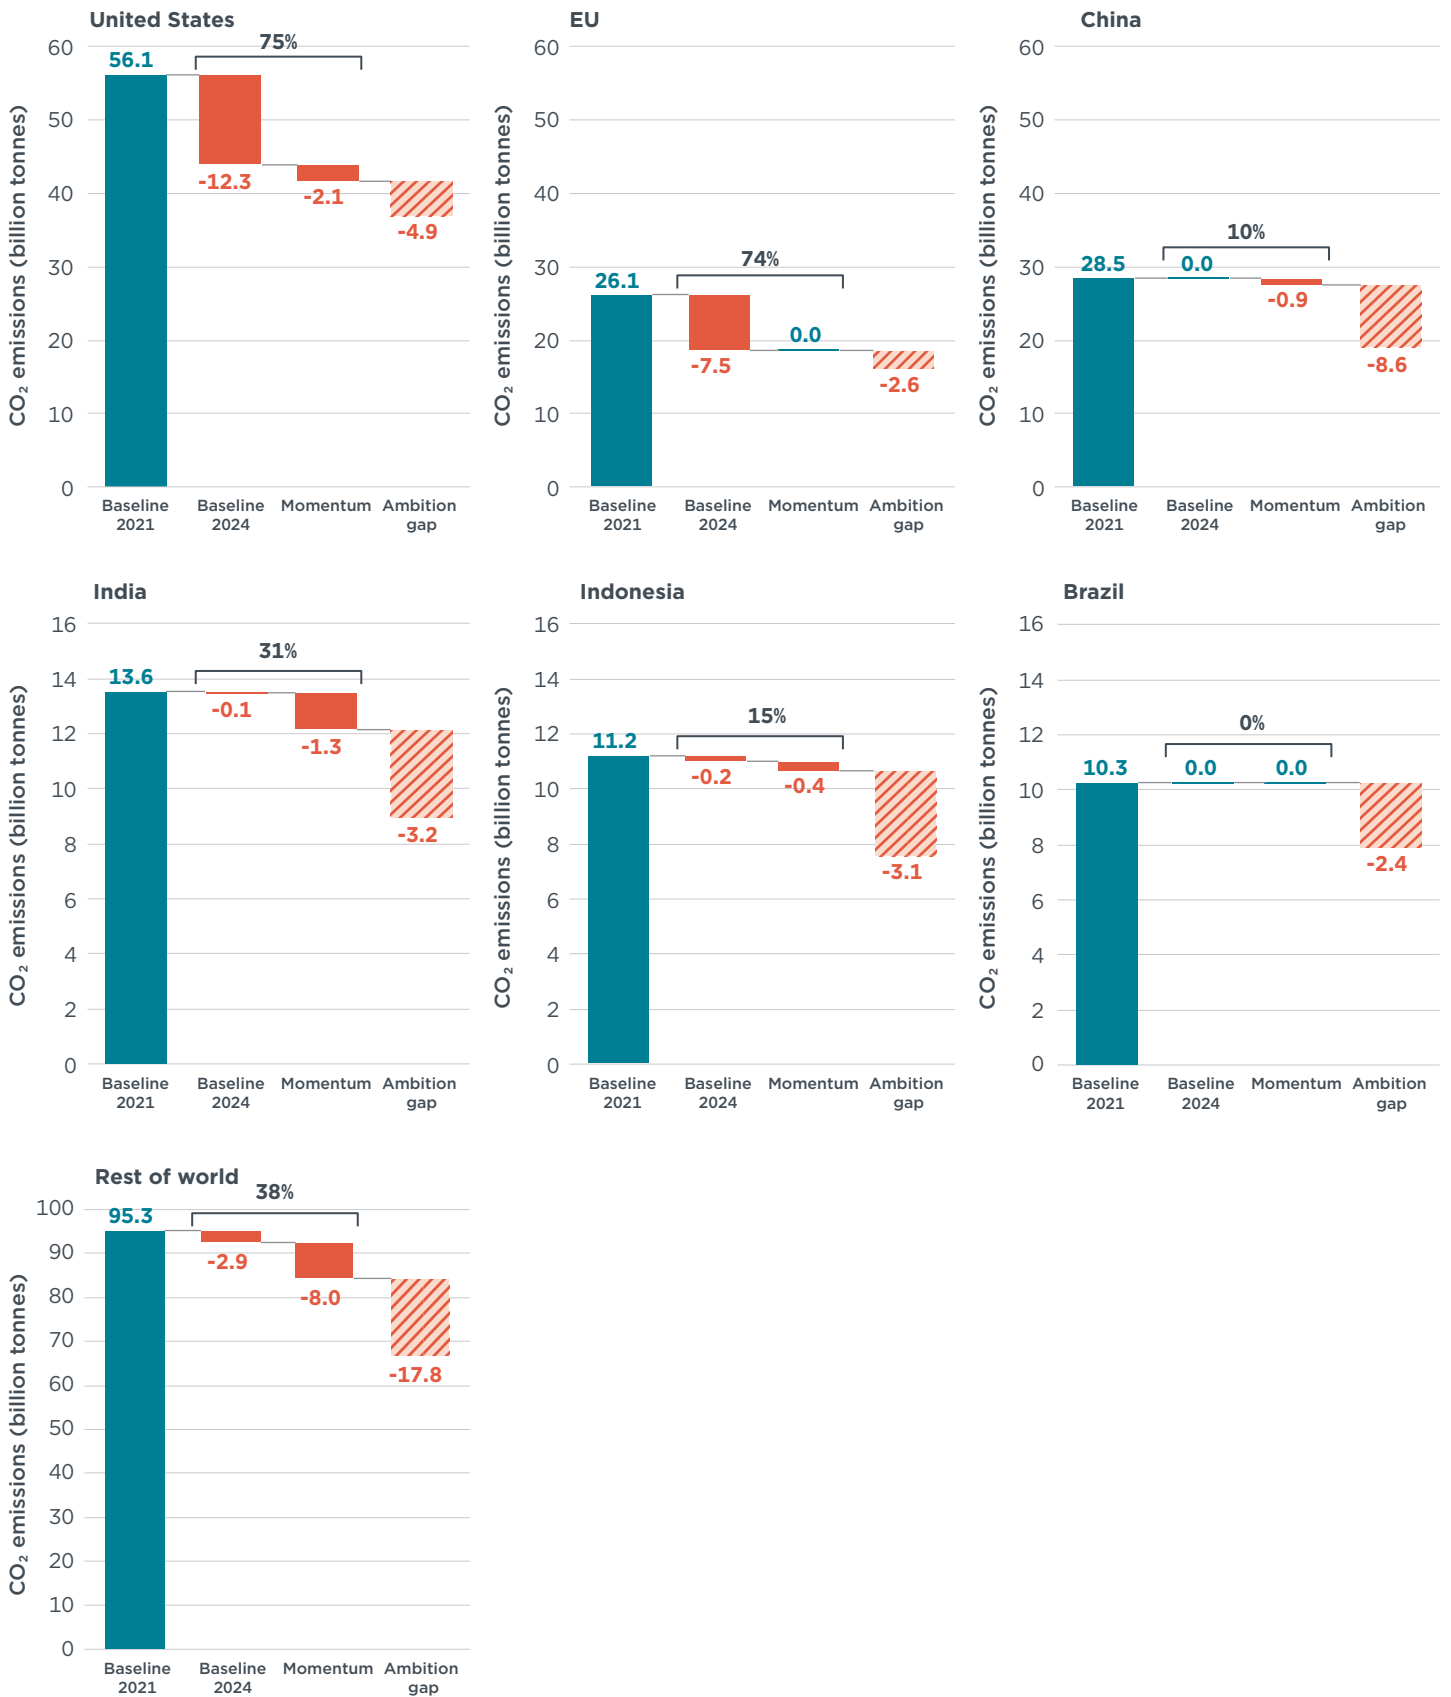 United States
CO₂ emissions (billion tonnes)
60
50
40
30
20
10
0
75%
56.1
-12.3
-2.1
-4.9
Baseline 2021
Baseline 2024
Momentum
Ambition gap
EU
CO₂ emissions (billion tonnes)
60
50
40
30
20
10
0
74%
26.1
-7.5
0.0
-2.6
Baseline 2021
Baseline 2024
Momentum
Ambition gap
China
CO₂ emissions (billion tonnes)
60
50
40
30
20
10
0
10%
28.5
0.0
-0.9
-8.6
Baseline 2021
Baseline 2024
Momentum
Ambition gap
India
CO₂ emissions (billion tonnes)
16
14
12
10
8
6
4
2
0
31%
13.6
-0.1
-1.3
-3.2
Baseline 2021
Baseline 2024
Momentum
Ambition gap
Indonesia
CO₂ emissions (billion tonnes)
16
14
12
10
8
6
4
2
0
15%
11.2
-0.2
-0.4
-3.1
Baseline 2021
Baseline 2024
Momentum
Ambition gap
Brazil
CO₂ emissions (billion tonnes)
16
14
12
10
8
6
4
2
0
0%
10.3
0.0
0.0
-2.4
Baseline 2021
Baseline 2024
Momentum
Ambition gap
Rest of world
CO₂ emissions (billion tonnes)
100
90
80
70
60
50
40
30
20
10
0
38%
95.3
-2.9
-8.0
-17.8
Baseline 2021
Baseline 2024
Momentum
Ambition gap